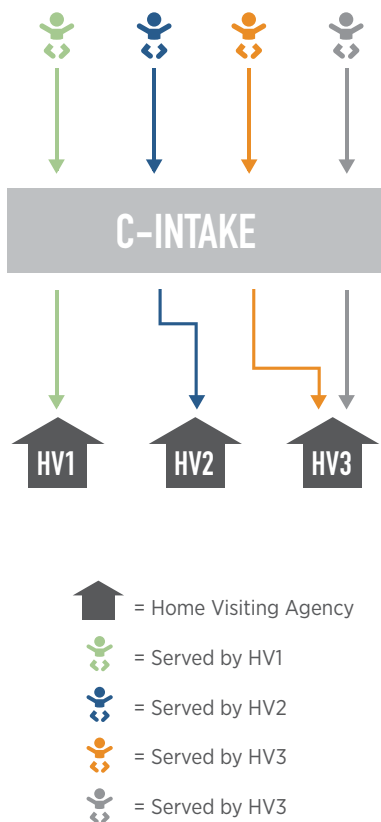 C-INTAKE
HV1 HV2 HV3
= Home Visiting Agency
= Served by HV1
= Served by HV2
= Served by HV3
= Served by HV3